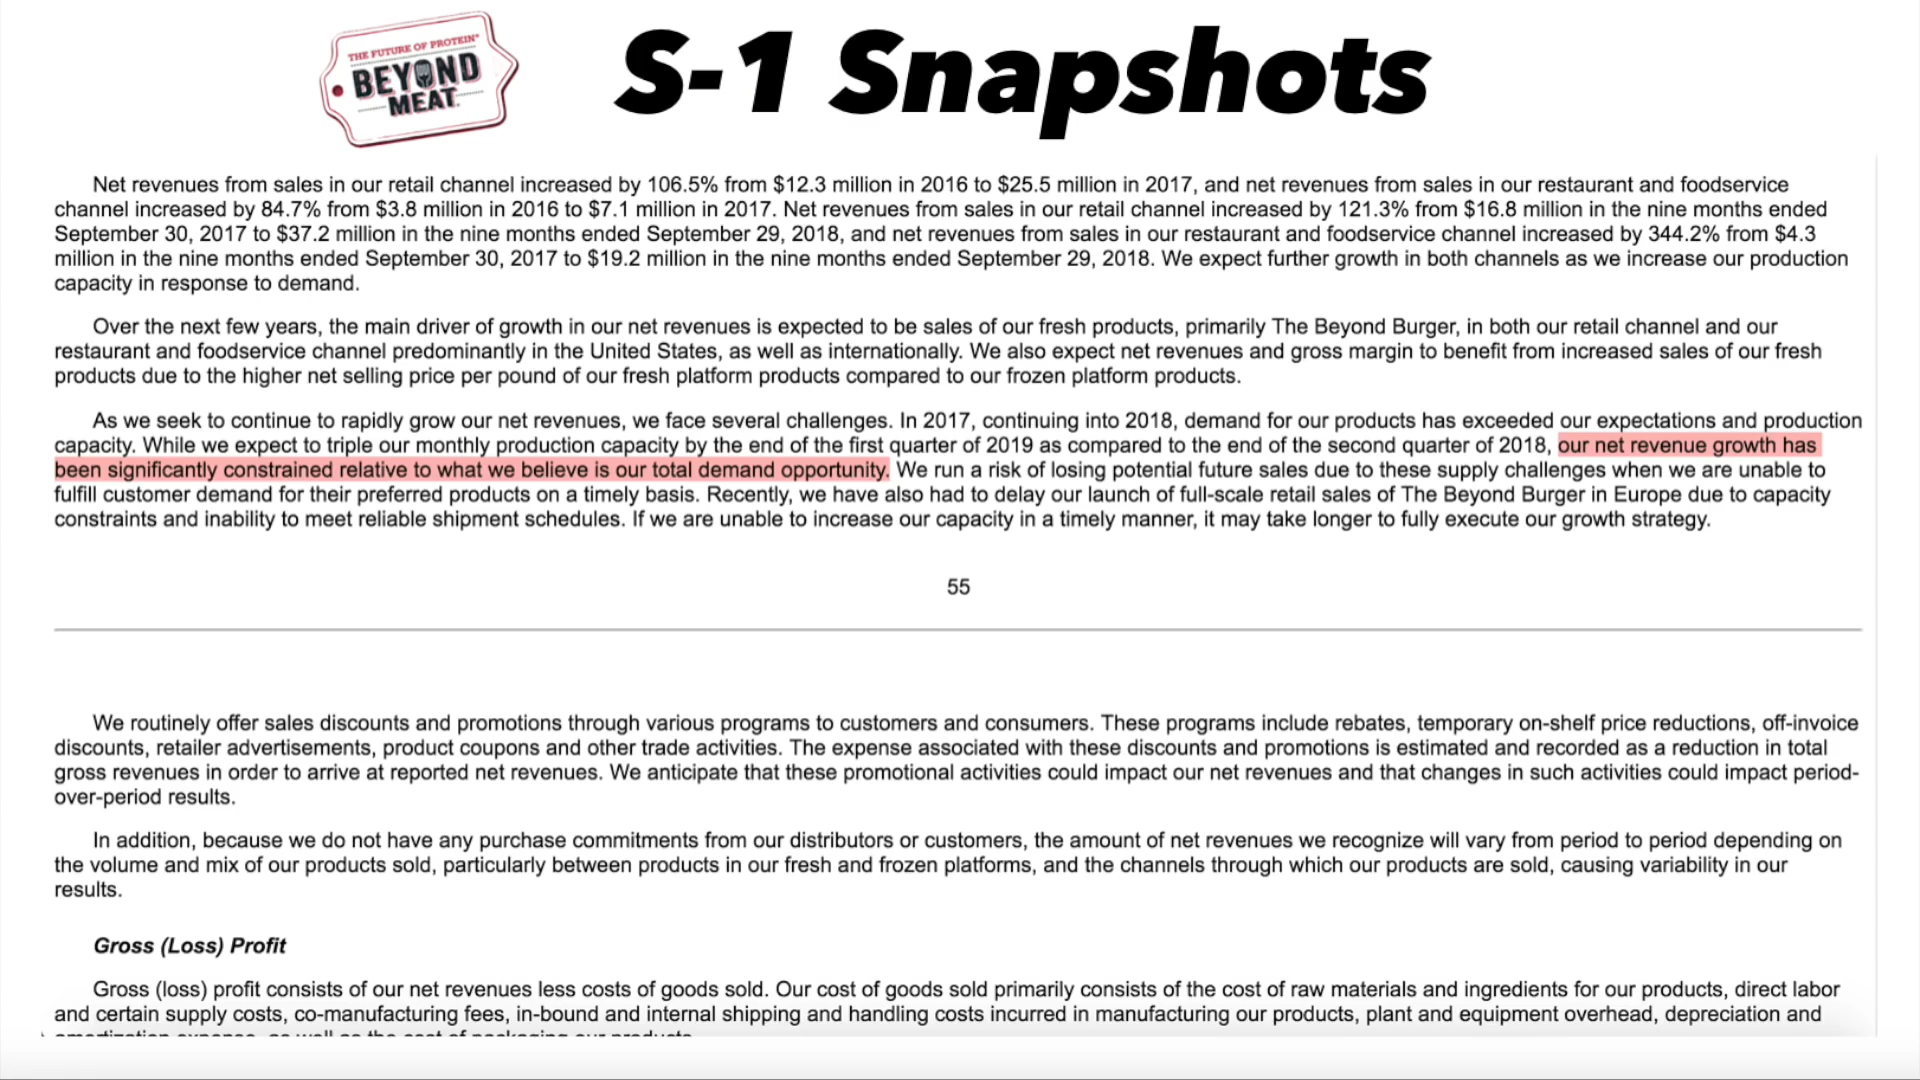 THE FUTURE OF PROTEIN®
BEYOND
MEAT
S-1 Snapshots
Net revenues from sales in our retail channel increased by 106.5% from $12.3 million in 2016 to $25.5 million in 2017, and net revenues from sales in our restaurant and foodservice
channel increased by 84.7% from $3.8 million in 2016 to $7.1 million in 2017. Net revenues from sales in our retail channel increased by 121.3% from $16.8 million in the nine months ended
September 30, 2017 to $37.2 million in the nine months ended September 29, 2018, and net revenues from sales in our restaurant and foodservice channel increased by 344.2% from $4.3
million in the nine months ended September 30, 2017 to $19.2 million in the nine months ended September 29, 2018. We expect further growth in both channels as we increase our production
capacity in response to demand.
Over the next few years, the main driver of growth in our net revenues is expected to be sales of our fresh products, primarily The Beyond Burger, in both our retail channel and our
restaurant and foodservice channel predominantly in the United States, as well as internationally. We also expect net revenues and gross margin to benefit from increased sales of our fresh
products due to the higher net selling price per pound of our fresh platform products compared to our frozen platform products.
As we seek to continue to rapidly grow our net revenues, we face several challenges. In 2017, continuing into 2018, demand for our products has exceeded our expectations and production
capacity. While we expect to triple our monthly production capacity by the end of the first quarter of 2019 as compared to the end of the second quarter of 2018, our net revenue growth has
been significantly constrained relative to what we believe is our total demand opportunity. We run a risk of losing potential future sales due to these supply challenges when we are unable to
fulfill customer demand for their preferred products on a timely basis. Recently, we have also had to delay our launch of full-scale retail sales of The Beyond Burger in Europe due to capacity
constraints and inability to meet reliable shipment schedules. If we are unable to increase our capacity in a timely manner, it may take longer to fully execute our growth strategy.
55
We routinely offer sales discounts and promotions through various programs to customers and consumers. These programs include rebates, temporary on-shelf price reductions, off-invoice
discounts, retailer advertisements, product coupons and other trade activities. The expense associated with these discounts and promotions is estimated and recorded as a reduction in total
gross revenues in order to arrive at reported net revenues. We anticipate that these promotional activities could impact our net revenues and that changes in such activities could impact period-
over-period results.
In addition, because we do not have any purchase commitments from our distributors or customers, the amount of net revenues we recognize will vary from period to period depending on
the volume and mix of our products sold, particularly between products in our fresh and frozen platforms, and the channels through which our products are sold, causing variability in our
results.
Gross (Loss) Profit
Gross (loss) profit consists of our net revenues less costs of goods sold. Our cost of goods sold primarily consists of the cost of raw materials and ingredients for our products, direct labor
and certain supply costs, co-manufacturing fees, in-bound and internal shipping and handling costs incurred in manufacturing our products, plant and equipment overhead, depreciation and
amortization expense, as well as the cost of packaging our products